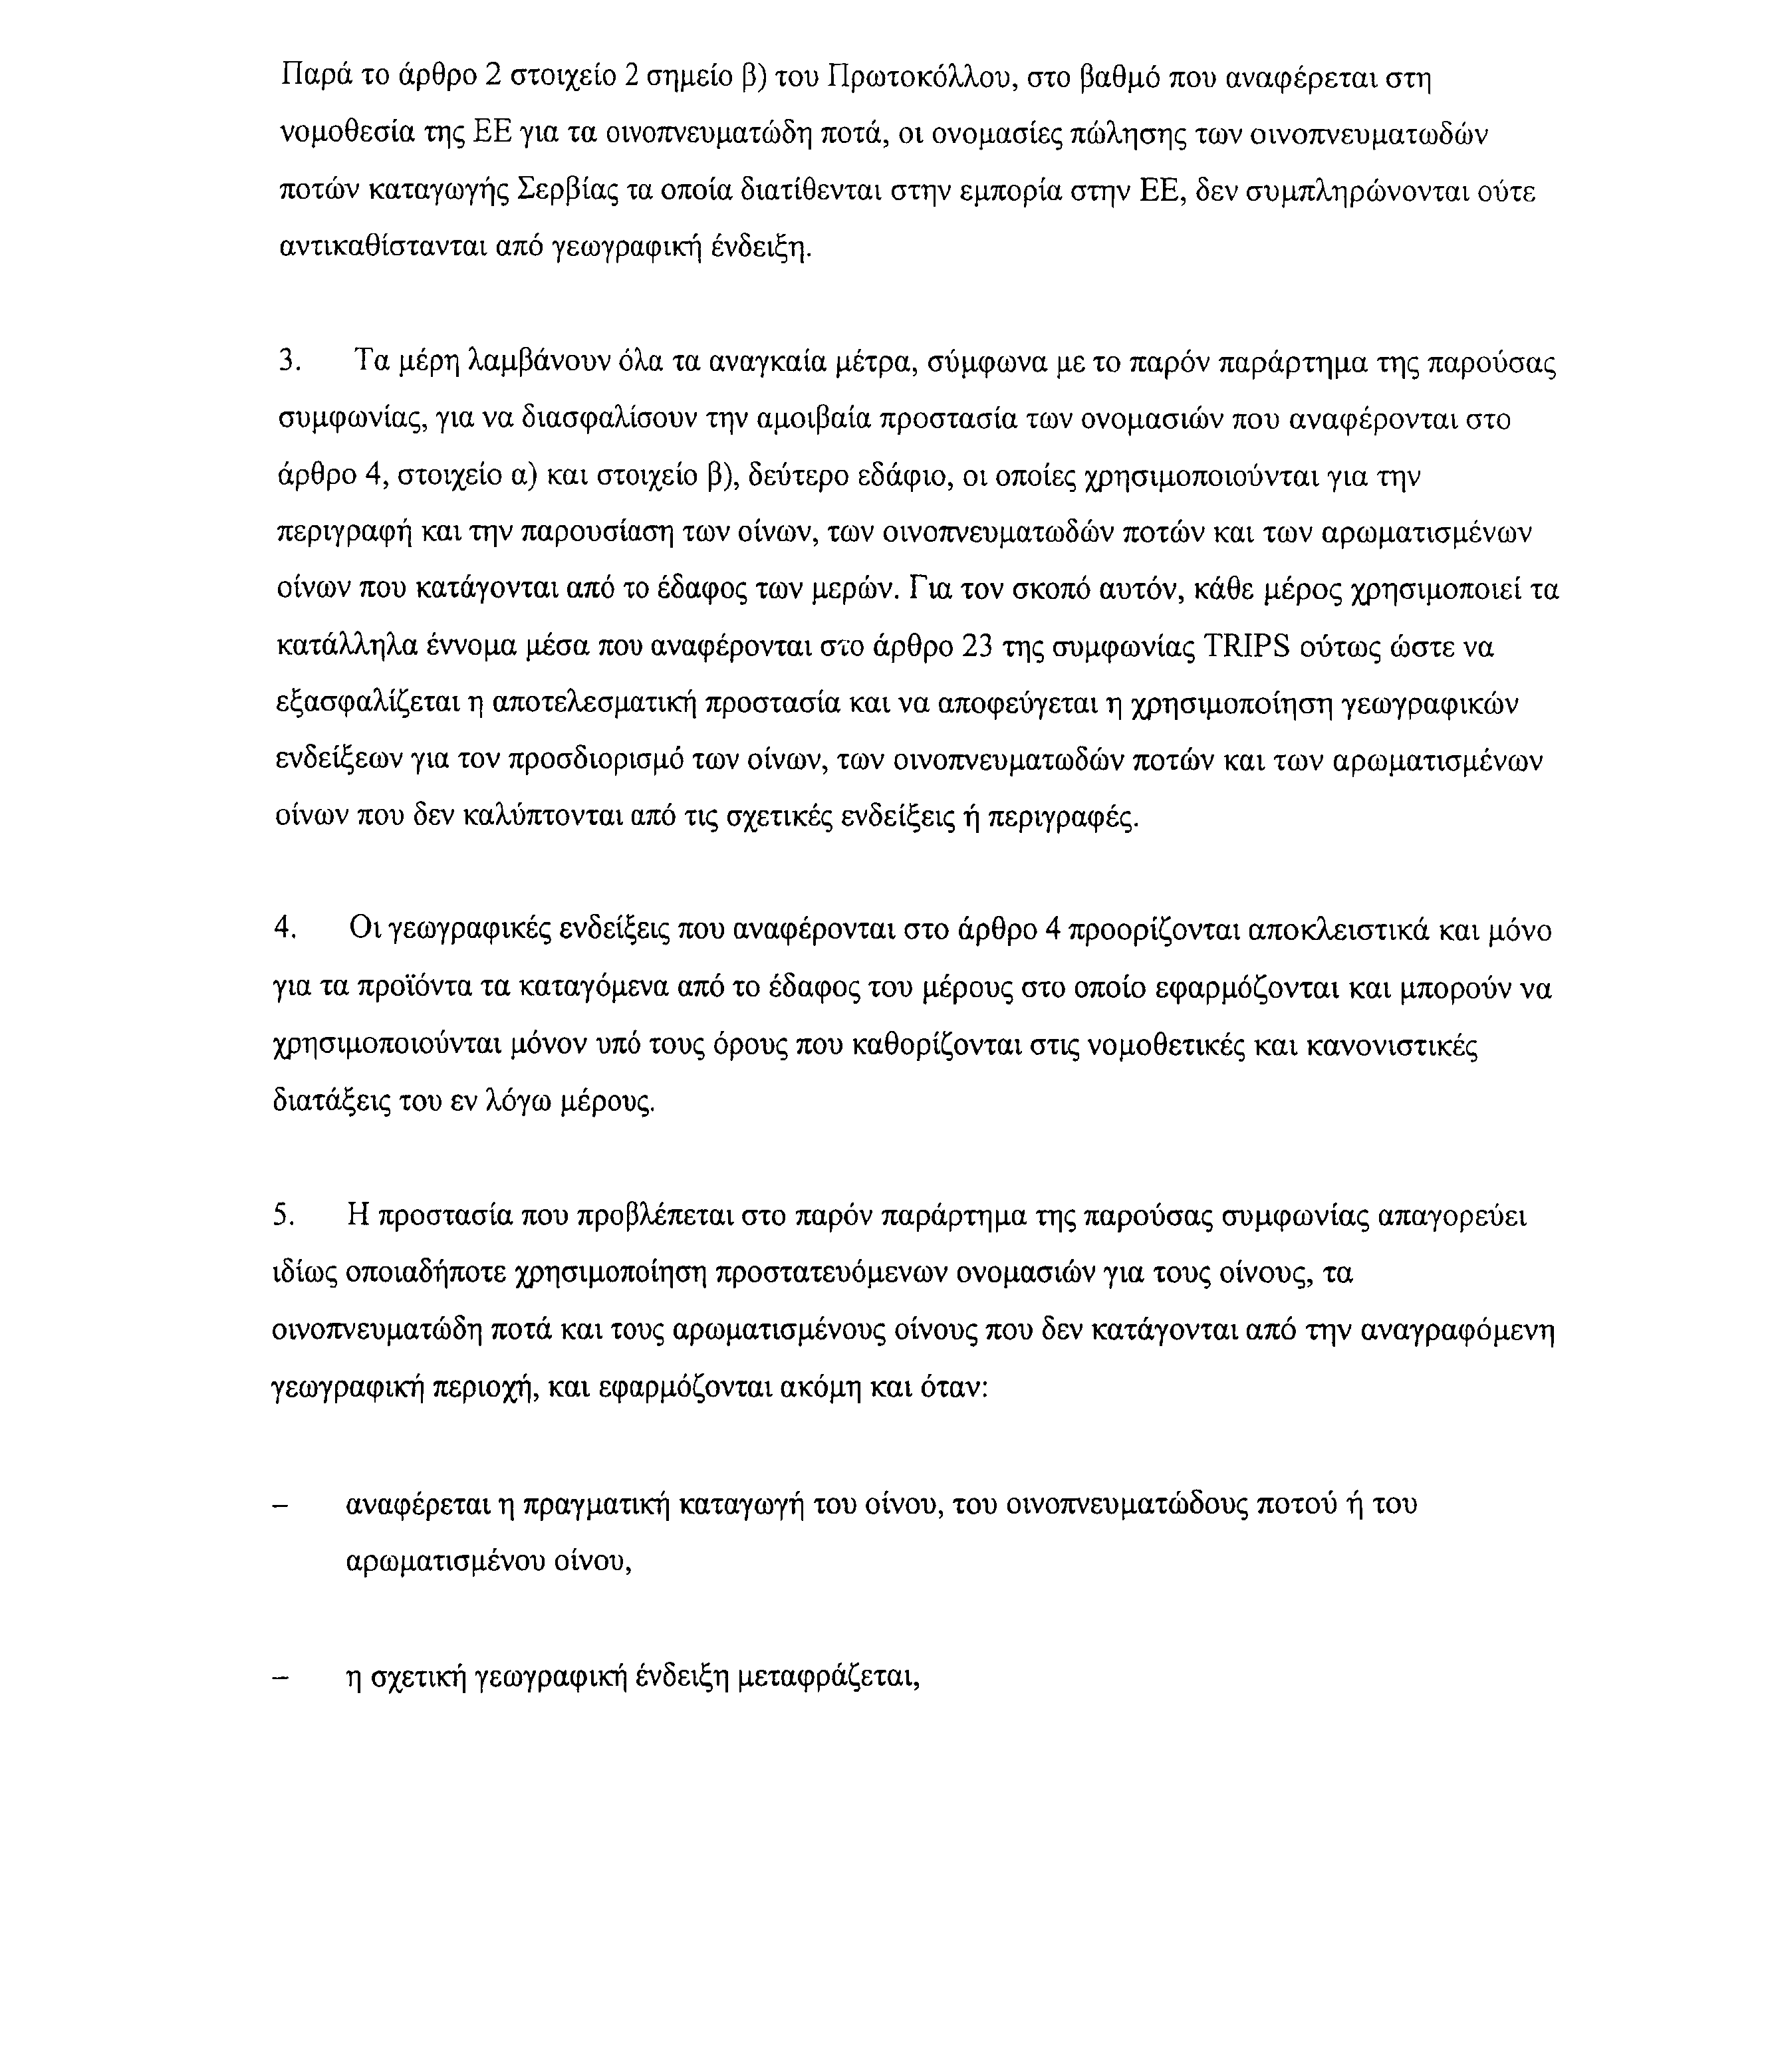 Παρά το άρθρο 2 στοιχείο 2 σημείο β) του Πρωτοκόλλου, στο βαθμό που αναφέρεται στη
νομοθεσία της ΕΕ για τα οινοπνευματώδη ποτά, οι ονομασίες πώλησης των οινοπνευματωδών
ποτών καταγωγής Σερβίας τα οποία διατίθενται στην εμπορία στην ΕΕ, δεν συμπληρώνονται ούτε
αντικαθίστανται από γεωγραφική ένδειξη.
3. Τα μέρη λαμβάνουν όλα τα αναγκαία μέτρα, σύμφωνα με το παρόν παράρτημα της παρούσας
συμφωνίας, για να διασφαλίσουν την αμοιβαία προστασία των ονομασιών που αναφέρονται στο
άρθρο 4, στοιχείο α) και στοιχείο β), δεύτερο εδάφιο, οι οποίες χρησιμοποιούνται για την
περιγραφή και την παρουσίαση των οίνων, των οινοπνευματωδών ποτών και των αρωματισμένων
οίνων που κατάγονται από το έδαφος των μερών. Για τον σκοπό αυτόν, κάθε μέρος χρησιμοποιεί τα
κατάλληλα έννομα μέσα που αναφέρονται στο άρθρο 23 της συμφωνίας TRIPS ούτως ώστε να
εξασφαλίζεται η αποτελεσματική προστασία και να αποφεύγεται η χρησιμοποίηση γεωγραφικών
ενδείξεων για τον προσδιορισμό των οίνων, των οινοπνευματωδών ποτών και των αρωματισμένων
οίνων που δεν καλύπτονται από τις σχετικές ενδείξεις ή περιγραφές.
4. Οι γεωγραφικές ενδείξεις που αναφέρονται στο άρθρο 4 προορίζονται αποκλειστικά και μόνο
για τα προϊόντα τα καταγόμενα από το έδαφος του μέρους στο οποίο εφαρμόζονται και μπορούν να
χρησιμοποιούνται μόνον υπό τους όρους που καθορίζονται στις νομοθετικές και κανονιστικές
διατάξεις του εν λόγω μέρους.
5. Η προστασία που προβλέπεται στο παρόν παράρτημα της παρούσας συμφωνίας απαγορεύει
ιδίως οποιαδήποτε χρησιμοποίηση προστατευόμενων ονομασιών για τους οίνους, τα
οινοπνευματώδη ποτά και τους αρωματισμένους οίνους που δεν κατάγονται από την αναγραφόμενη
γεωγραφική περιοχή, και εφαρμόζονται ακόμη και όταν:
– αναφέρεται η πραγματική καταγωγή του οίνου, του οινοπνευματώδους ποτού ή του
αρωματισμένου οίνου,
– η σχετική γεωγραφική ένδειξη μεταφράζεται,